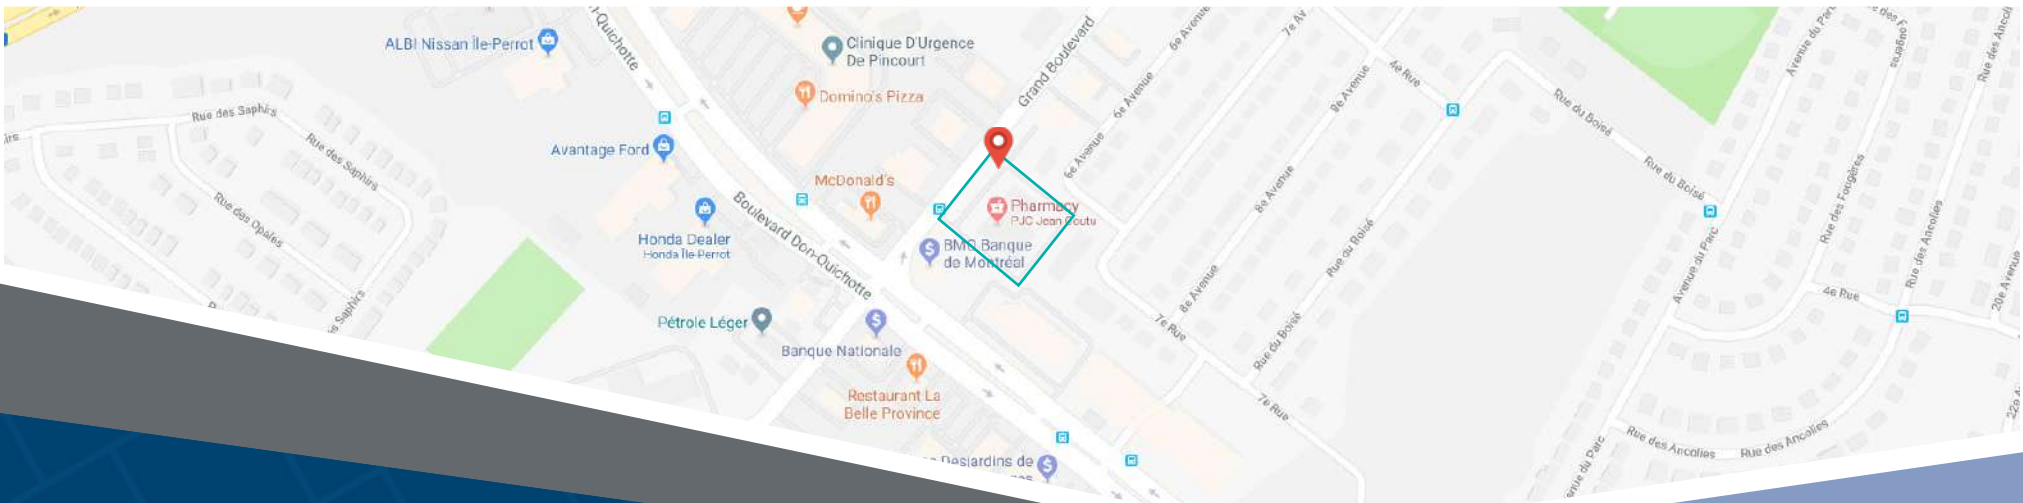 ALBI Nissan Île-Perrot
Clinique D'Urgence
De Pincourt
Domino's Pizza
Grand Boulevard
6e Avenue
7e Av
4e Rue
9e Avenue
Rue du Boisé
Avenue du Parc
Rue des Saphirs
Rue des Saphirs
Avantage Ford
McDonald's
6e Avenue
6e Avenue
Rue du Boisé
Rue des Fougères
Rue des Ancolies
Rue des Opales
Boulevard Don-Quichotte
Honda Dealer
Honda Île-Perrot
Pharmacy
PJC Jean Coutu
BMO Banque
de Montréal
8e Avenue
Rue du Boisé
8e Avenue
Avenue du Parc
4e Rue
20e Avenue
Pétrole Léger
Banque Nationale
7e Rue
Rue du Boisé
Restaurant La
Belle Province
7e Rue
Rue des Ancolies
Rue des Ancolies
Desjardins de